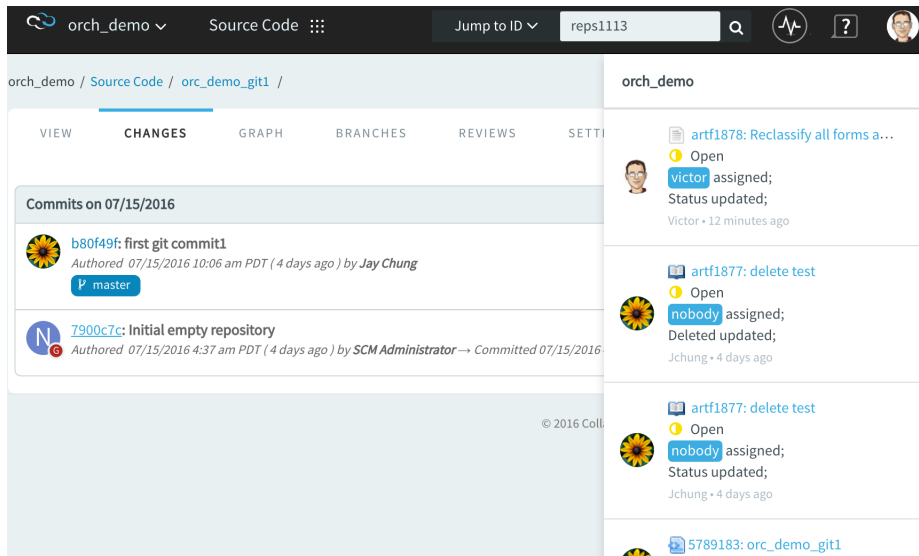 orch_demo
Source Code
Jump to ID
reps1113
?
orch_demo / Source Code / orc_demo_git1 /
VIEW CHANGES GRAPH BRANCHES REVIEWS
Commits on 07/15/2016
b80f49f: first git commit1
Authored 07/15/2016 10:06 am PDT ( 4 days ago ) by Jay Chung
master
N
G
7900c7c: Initial empty repository
Authored 07/15/2016 4:37 am PDT ( 4 days ago ) by SCM Administrator → Committed 07/15/2016
© 2016
orch_demo
artf1878: Reclassify all forms a...
Open
victor assigned;
Status updated;
Victor • 12 minutes ago
artf1877: delete test
Open
nobody assigned;
Deleted updated;
Jchung • 4 days ago
artf1877: delete test
Open
nobody assigned;
Status updated;
Jchung • 4 days ago
5789183: orc_demo_git1